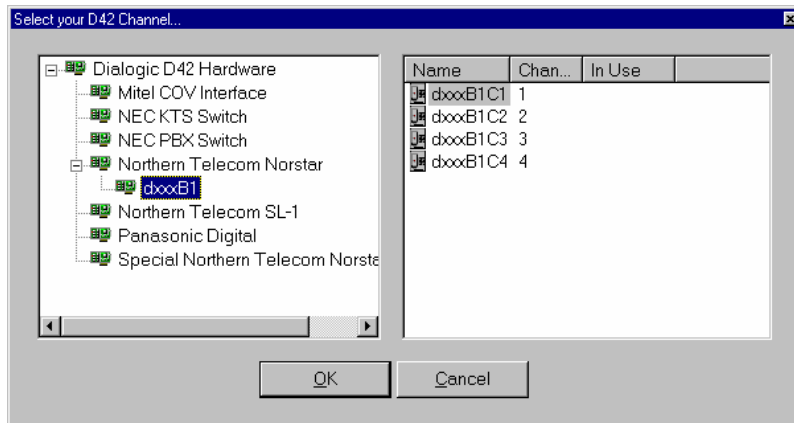 Select your D42 Channel...
Dialogic D42 Hardware
Mitel COV Interface
NEC KTS Switch
NEC PBX Switch
Northern Telecom Norstar
dxxxB1
Northern Telecom SL-1
Panasonic Digital
Special Northern Telecom Norsta
Name Chan... In Use
dxxxB1C1 1
dxxxB1C2 2
dxxxB1C3 3
dxxxB1C4 4
OK Cancel